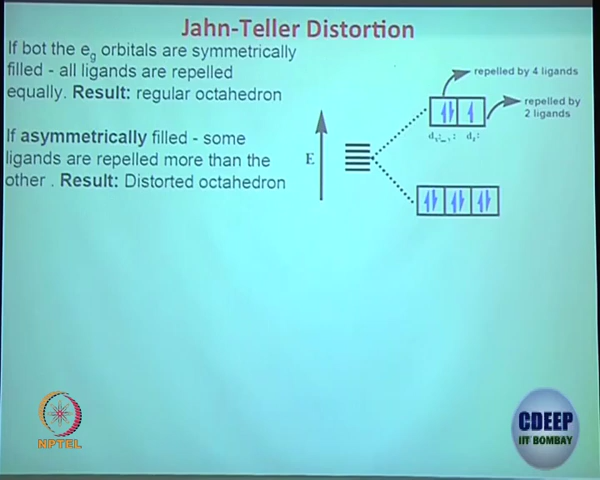 Jahn-Teller Distortion
If bot the eg orbitals are symmetrically
filled - all ligands are repelled
equally. Result: regular octahedron
If asymmetrically filled - some
ligands are repelled more than the
other . Result: Distorted octahedron
repelled by 4 ligands
repelled by
2 ligands
E
NPTEL
CDEEP
IIT BOMBAY